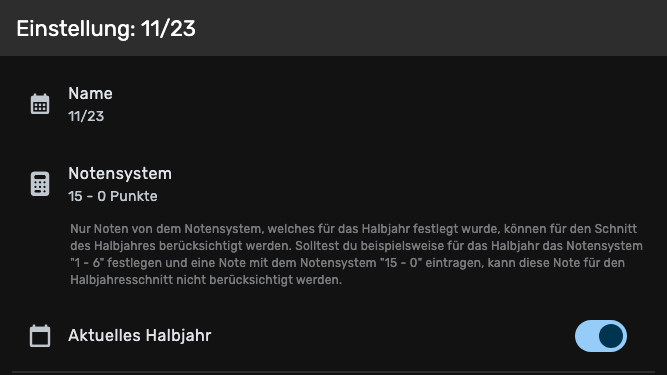 Einstellung: 11/23
Name
11/23
Notensystem
15 - 0 Punkte
Nur Noten von dem Notensystem, welches für das Halbjahr festlegt wurde, können für den Schnitt
des Halbjahres berücksichtigt werden. Solltest du beispielsweise für das Halbjahr das Notensystem
"1 - 6" festlegen und eine Note mit dem Notensystem "15 - 0" eintragen, kann diese Note für den
Halbjahresschnitt nicht berücksichtigt werden.
Aktuelles Halbjahr